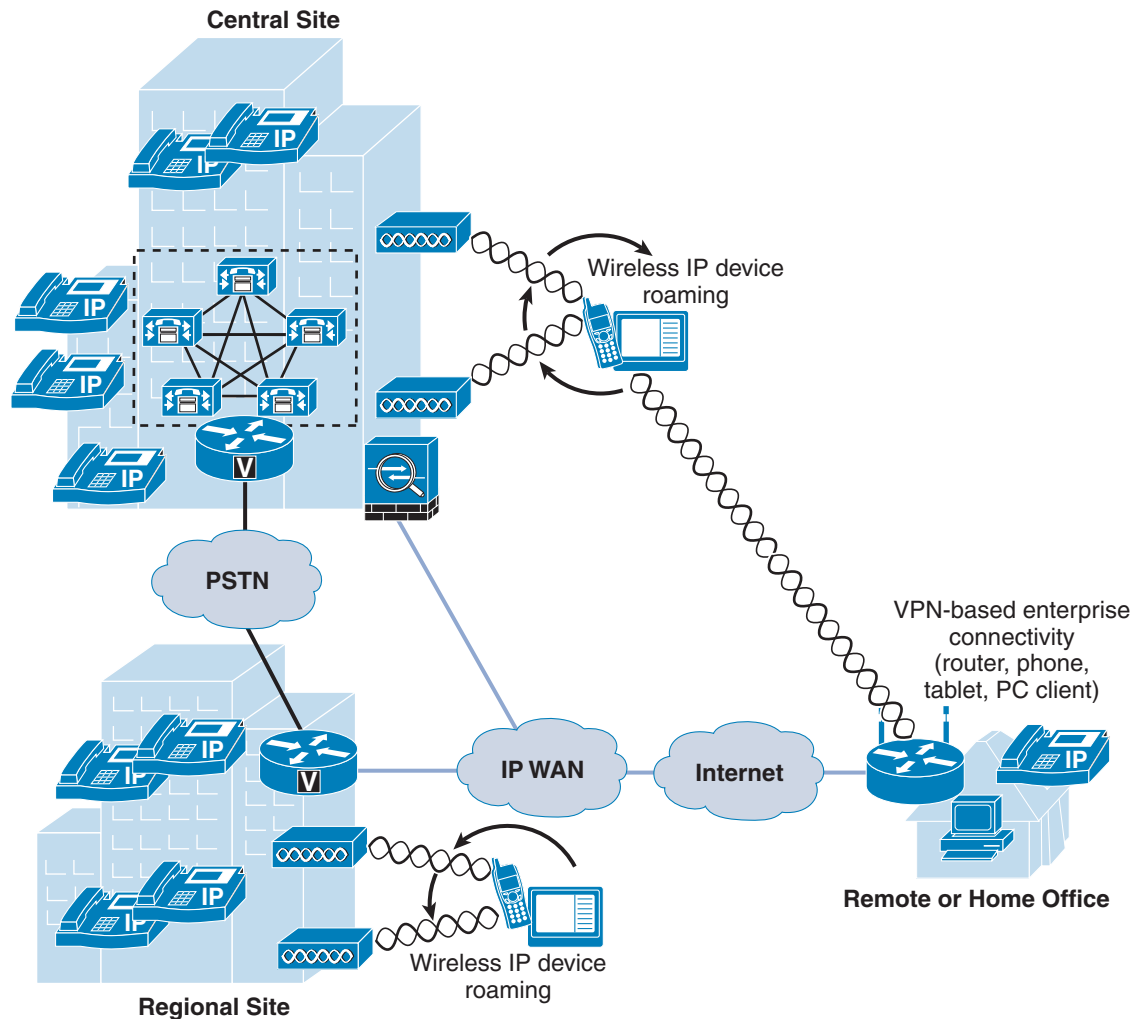 Central Site
IP
IP
Wireless IP device
roaming
IP
IP
IP
V
PSTN
VPN-based enterprise
connectivity
(router, phone,
tablet, PC client)
IP
IP
V
IP WAN
Internet
IP
IP
IP
Remote or Home Office
Wireless IP device
roaming
Regional Site